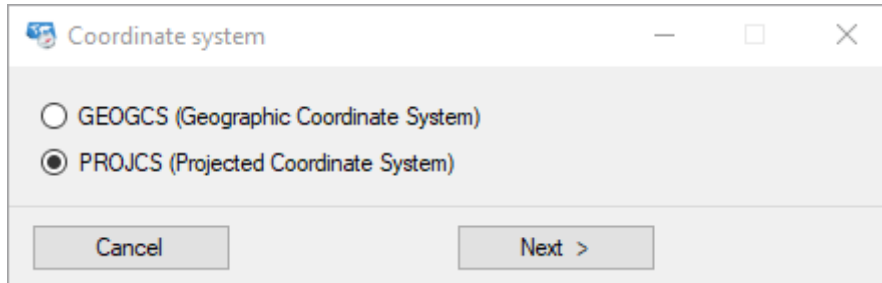 Coordinate system
GEOGCS (Geographic Coordinate System)
PROJCS (Projected Coordinate System)
Cancel
Next >